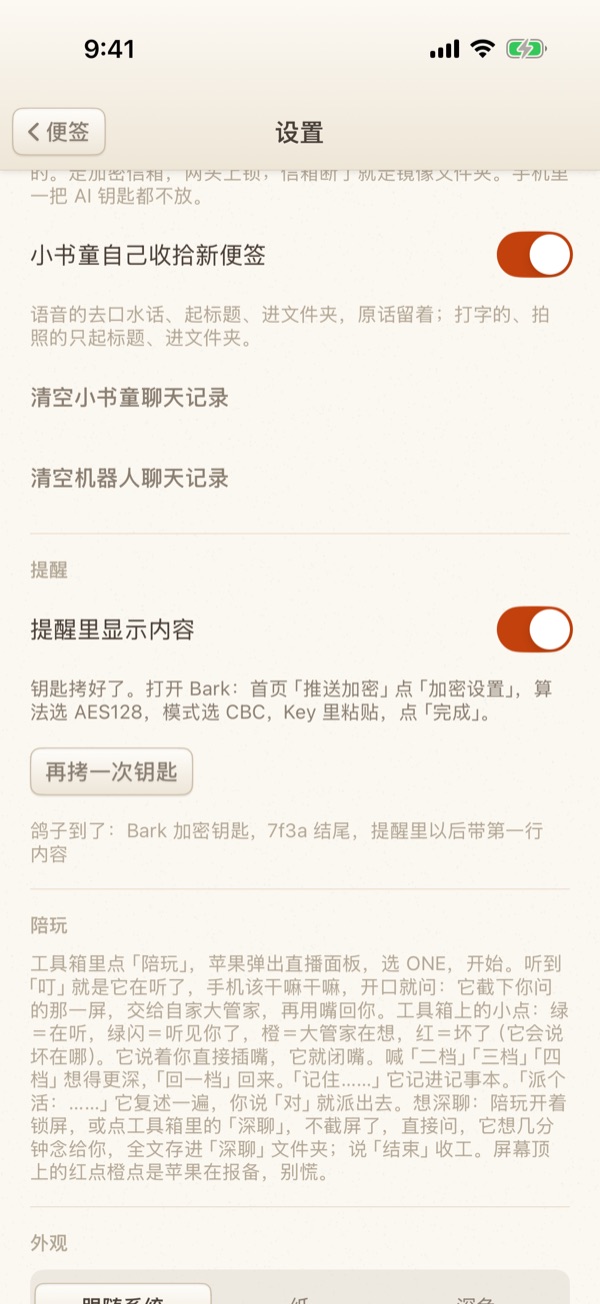 9:41
便签
设置
的。走加密信箱，两头上锁，信箱断了就走镜像文件夹。手机里
一把 AI 钥匙都不放。
小书童自己收拾新便签
语音的去口水话、起标题、进文件夹，原话留着；打字的、拍
照的只起标题、进文件夹。
清空小书童聊天记录
清空机器人聊天记录
提醒
提醒里显示内容
钥匙拷好了。打开 Bark：首页「推送加密」点「加密设置」，算
法选 AES128，模式选 CBC，Key 里粘贴，点「完成」。
再拷一次钥匙
鸽子到了：Bark 加密钥匙，7f3a 结尾，提醒里以后带第一行
内容
陪玩
工具箱里点「陪玩」，苹果弹出直播面板，选 ONE，开始。听到
「叮」就是它在听了，手机该干嘛干嘛，开口就问：它截下你问
的那一屏，交给自家大管家，再用嘴回你。工具箱上的小点：绿
＝在听，绿闪＝听见你了，橙＝大管家在想，红＝坏了（它会说
坏在哪）。它说着你直接插嘴，它就闭嘴。喊「二档」「三档」「四
档」想得更深，「回一档」回来。「记住……」它记进记事本。「派个
活：……」它复述一遍，你说「对」就派出去。想深聊：陪玩开着
锁屏，或点工具箱里的「深聊」，不截屏了，直接问，它想几分
钟念给你，全文存进「深聊」文件夹；说「结束」收工。屏幕顶
上的红点橙点是苹果在报备，别慌。
外观
跟随系统
纸
深色